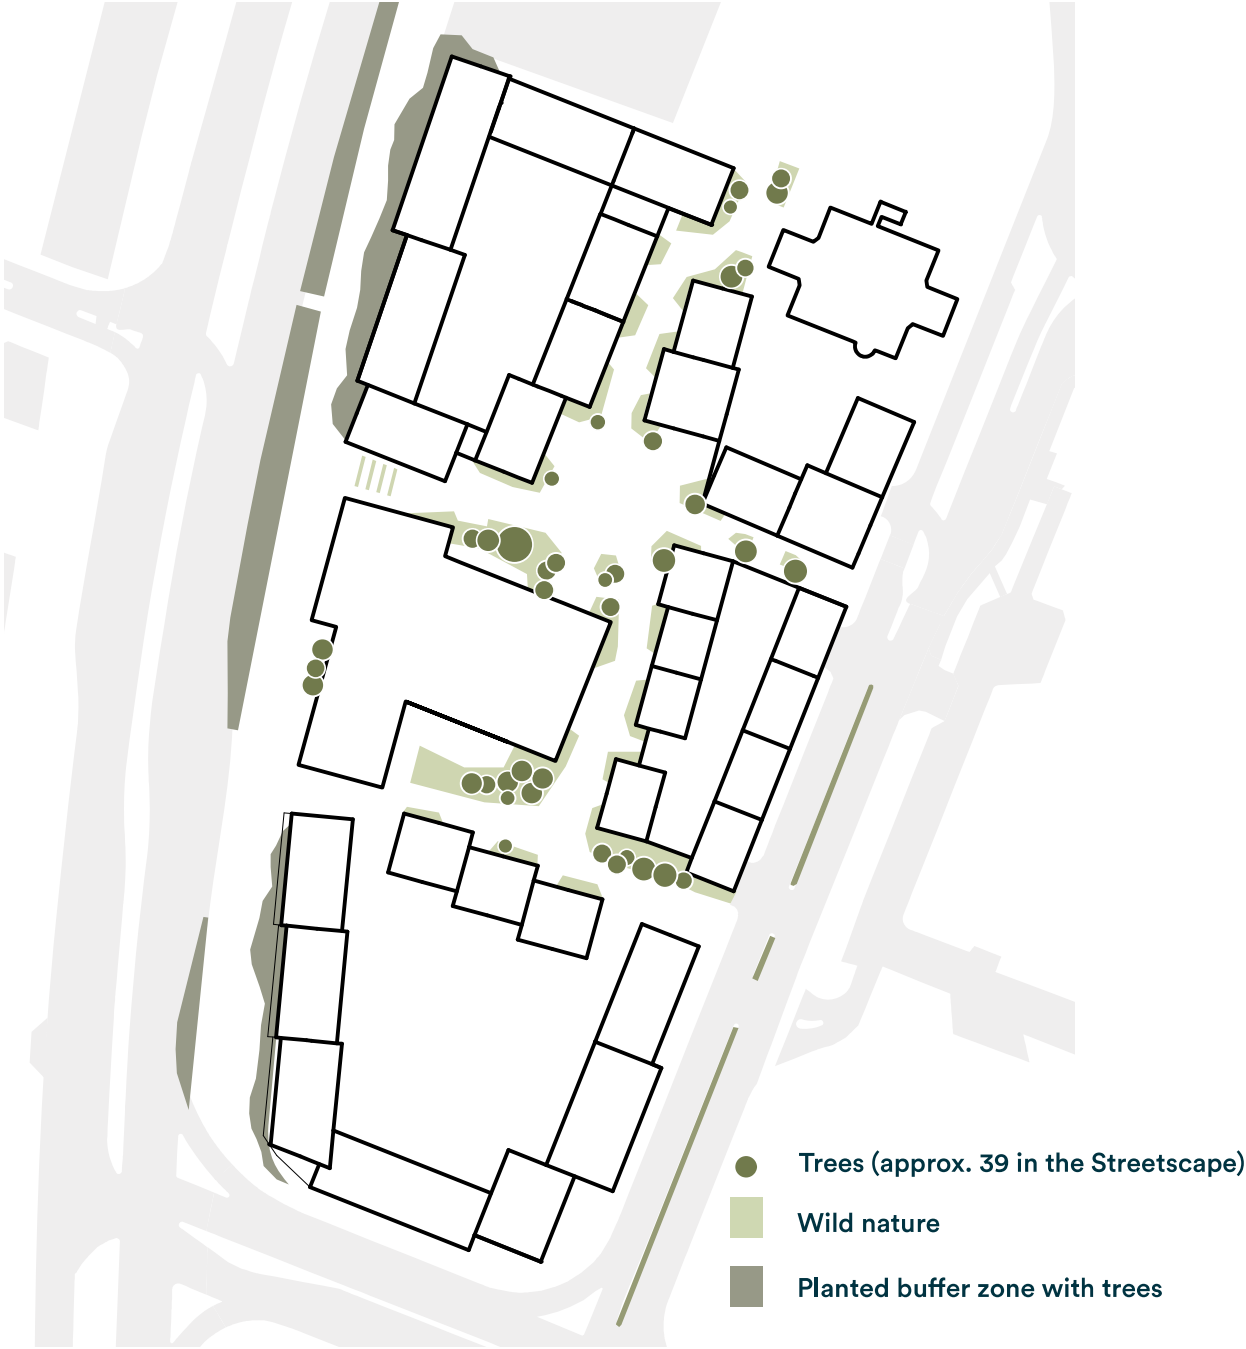 Trees (approx. 39 in the Streetscape)
Wild nature
Planted buffer zone with trees